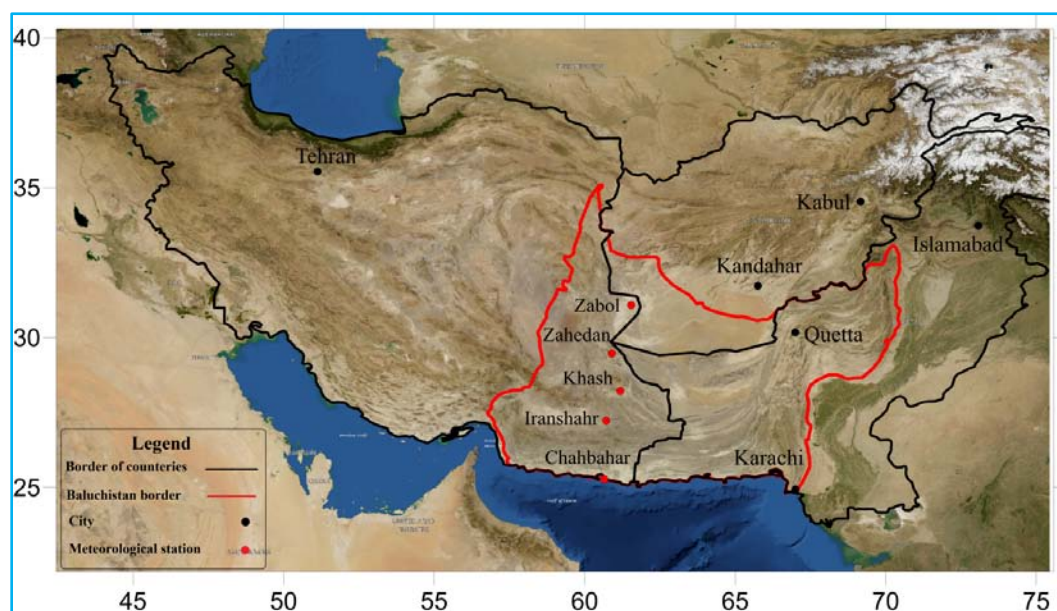 40
35
30
25
Tehran
Kabul
Islamabad
Kandahar
Zabol
Zahedan
Quetta
Khash
Iranshahr
Chahbahar
Karachi
Legend
Border of counteries
Baluchistan border
City
Meteorological station
45 50 55 60 65 70 75